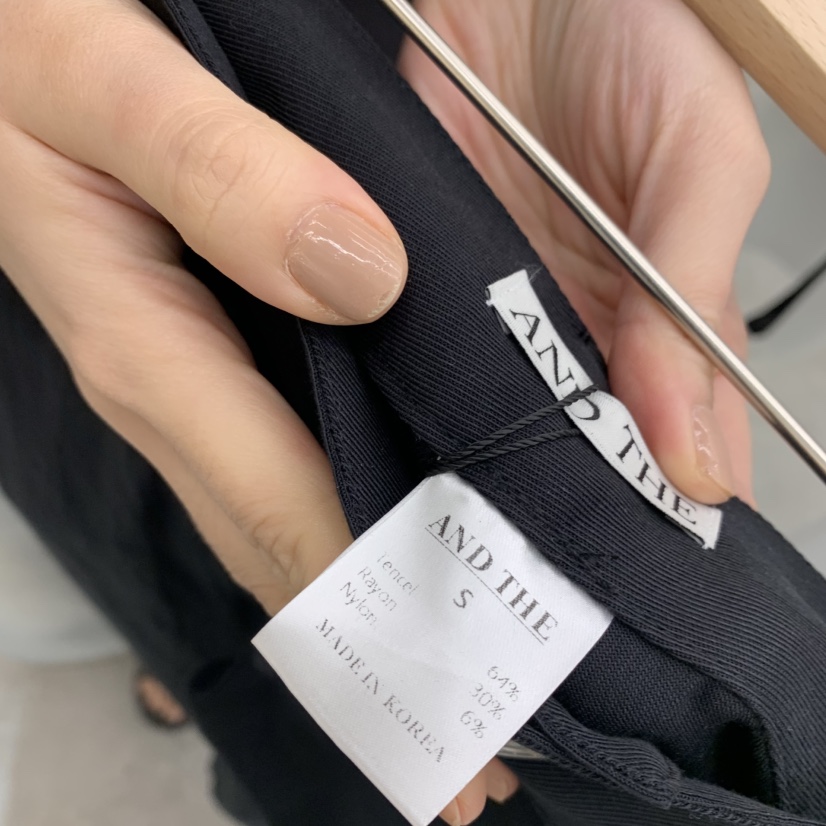 AND THE
AND THE
S
Tencel 64%
Rayon 30%
Nylon 6%
MADE IN KOREA